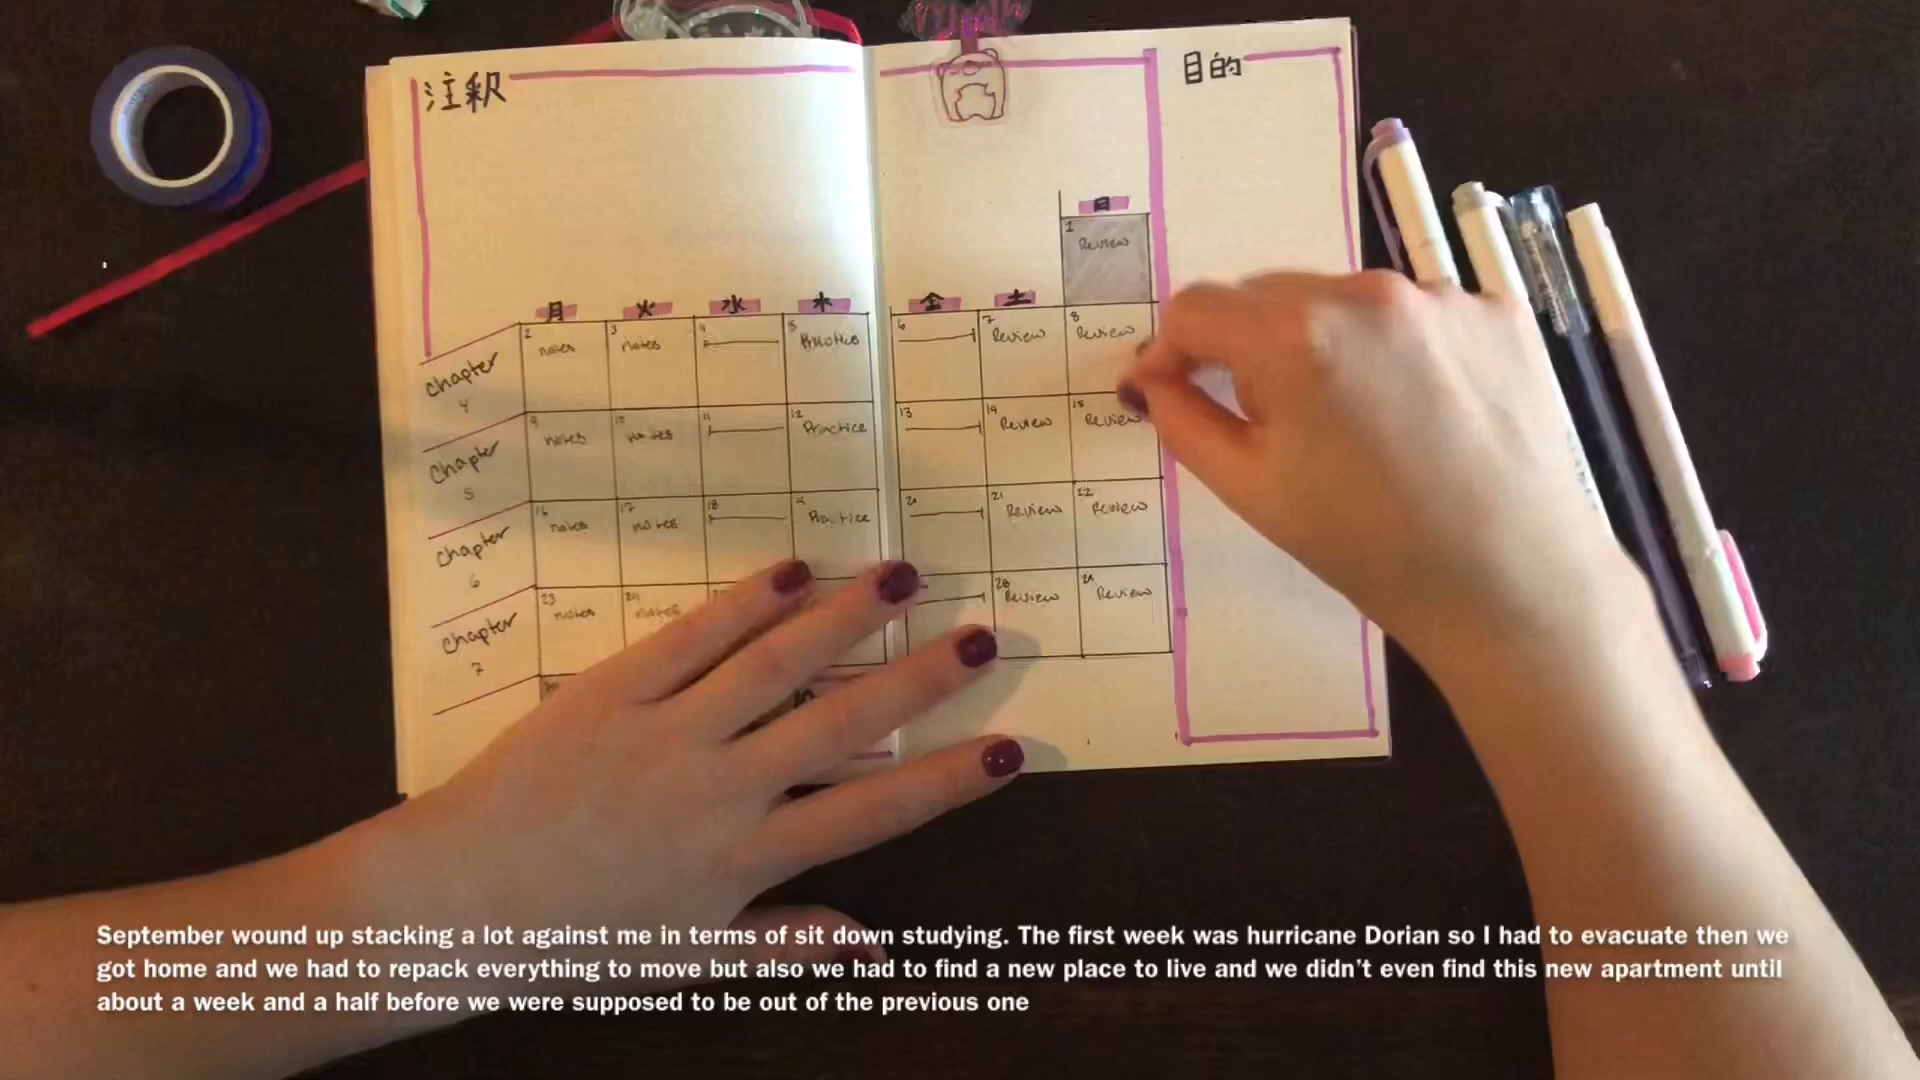 注釈
目的
日
1
Review
月 火 水 木 金 土
Chapter 4
2 notes
3 notes
4
5 Practice
6
7 Review
8 Review
Chapter 5
9 notes
10 notes
11
12 Practice
13
14 Review
15 Review
Chapter 6
16 notes
17 notes
18
19 Practice
20
21 Review
22 Review
Chapter 7
23 notes
24 notes
28 Review
29 Review
September wound up stacking a lot against me in terms of sit down studying. The first week was hurricane Dorian so I had to evacuate then we
got home and we had to repack everything to move but also we had to find a new place to live and we didn’t even find this new apartment until
about a week and a half before we were supposed to be out of the previous one